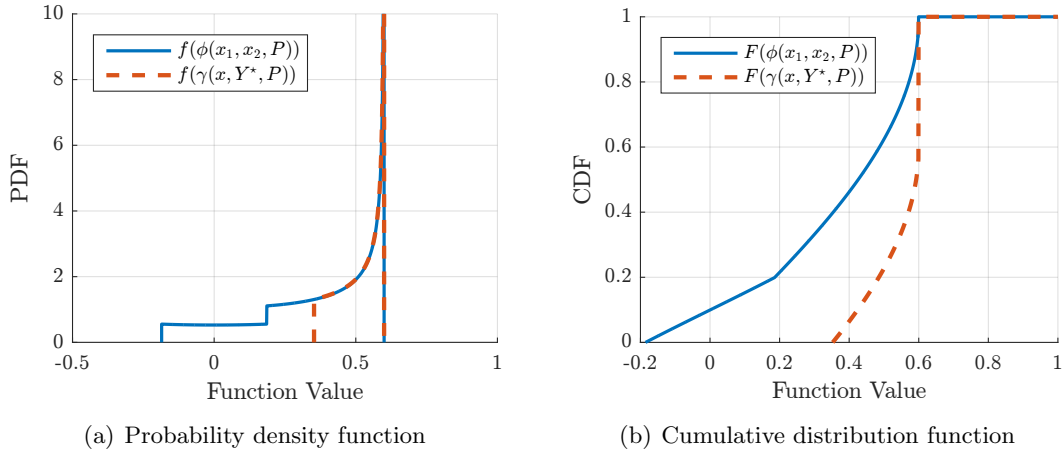 10
8
6
4
2
0
-0.5
0
0.5
1
PDF
Function Value
f(ϕ(x₁, x₂, P))
f(γ(x, Y⋆, P))
(a) Probability density function
1
0.8
0.6
0.4
0.2
0
-0.2
0
0.2
0.4
0.6
0.8
1
CDF
Function Value
F(ϕ(x₁, x₂, P))
F(γ(x, Y⋆, P))
(b) Cumulative distribution function